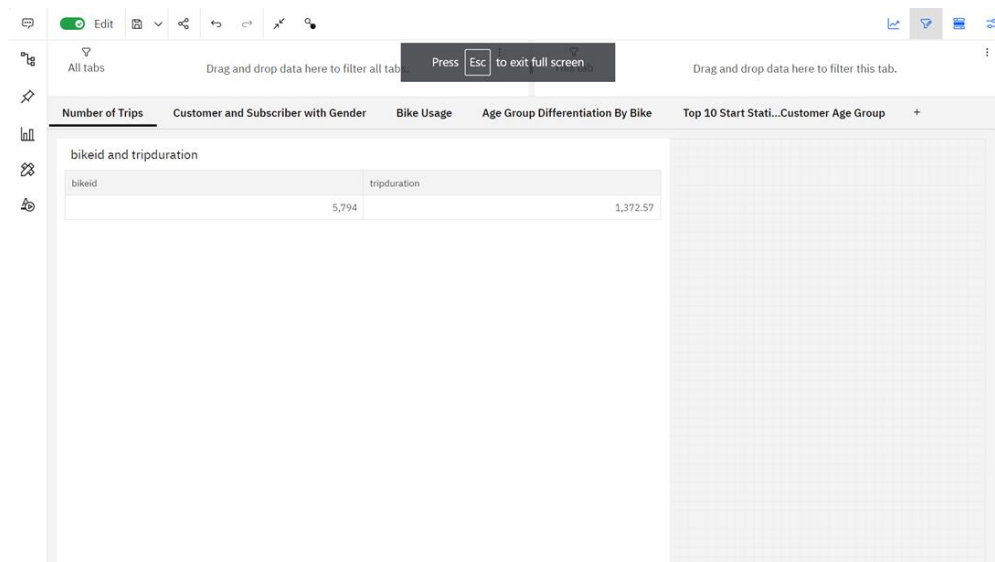 Edit
All tabs
Drag and drop data here to filter all tabs.
Press Esc to exit full screen
This tab
Drag and drop data here to filter this tab.
Number of Trips
Customer and Subscriber with Gender
Bike Usage
Age Group Differentiation By Bike
Top 10 Start Stati...Customer Age Group
+
bikeid and tripduration
bikeid
tripduration
5,794
1,372.57